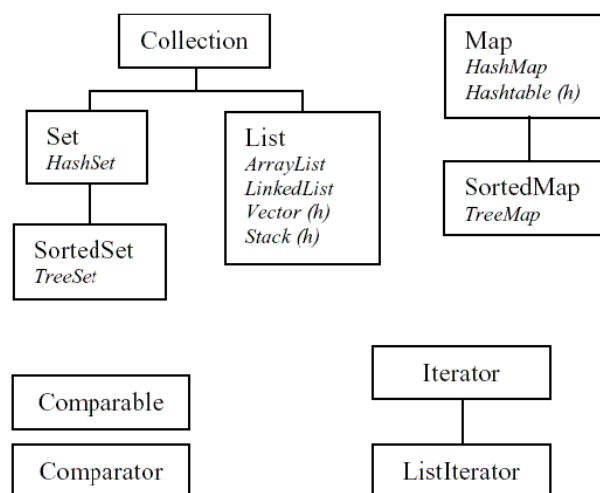 Collection
Map
HashMap
Hashtable (h)
Set
HashSet
List
ArrayList
LinkedList
Vector (h)
Stack (h)
SortedMap
TreeMap
SortedSet
TreeSet
Comparable
Iterator
Comparator
ListIterator